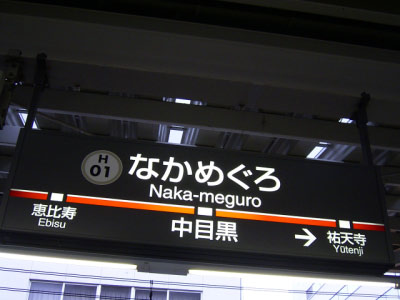 H
01
なかめぐろ
Naka-meguro
恵比寿
Ebisu
中目黒
→
祐天寺
Yūtenji